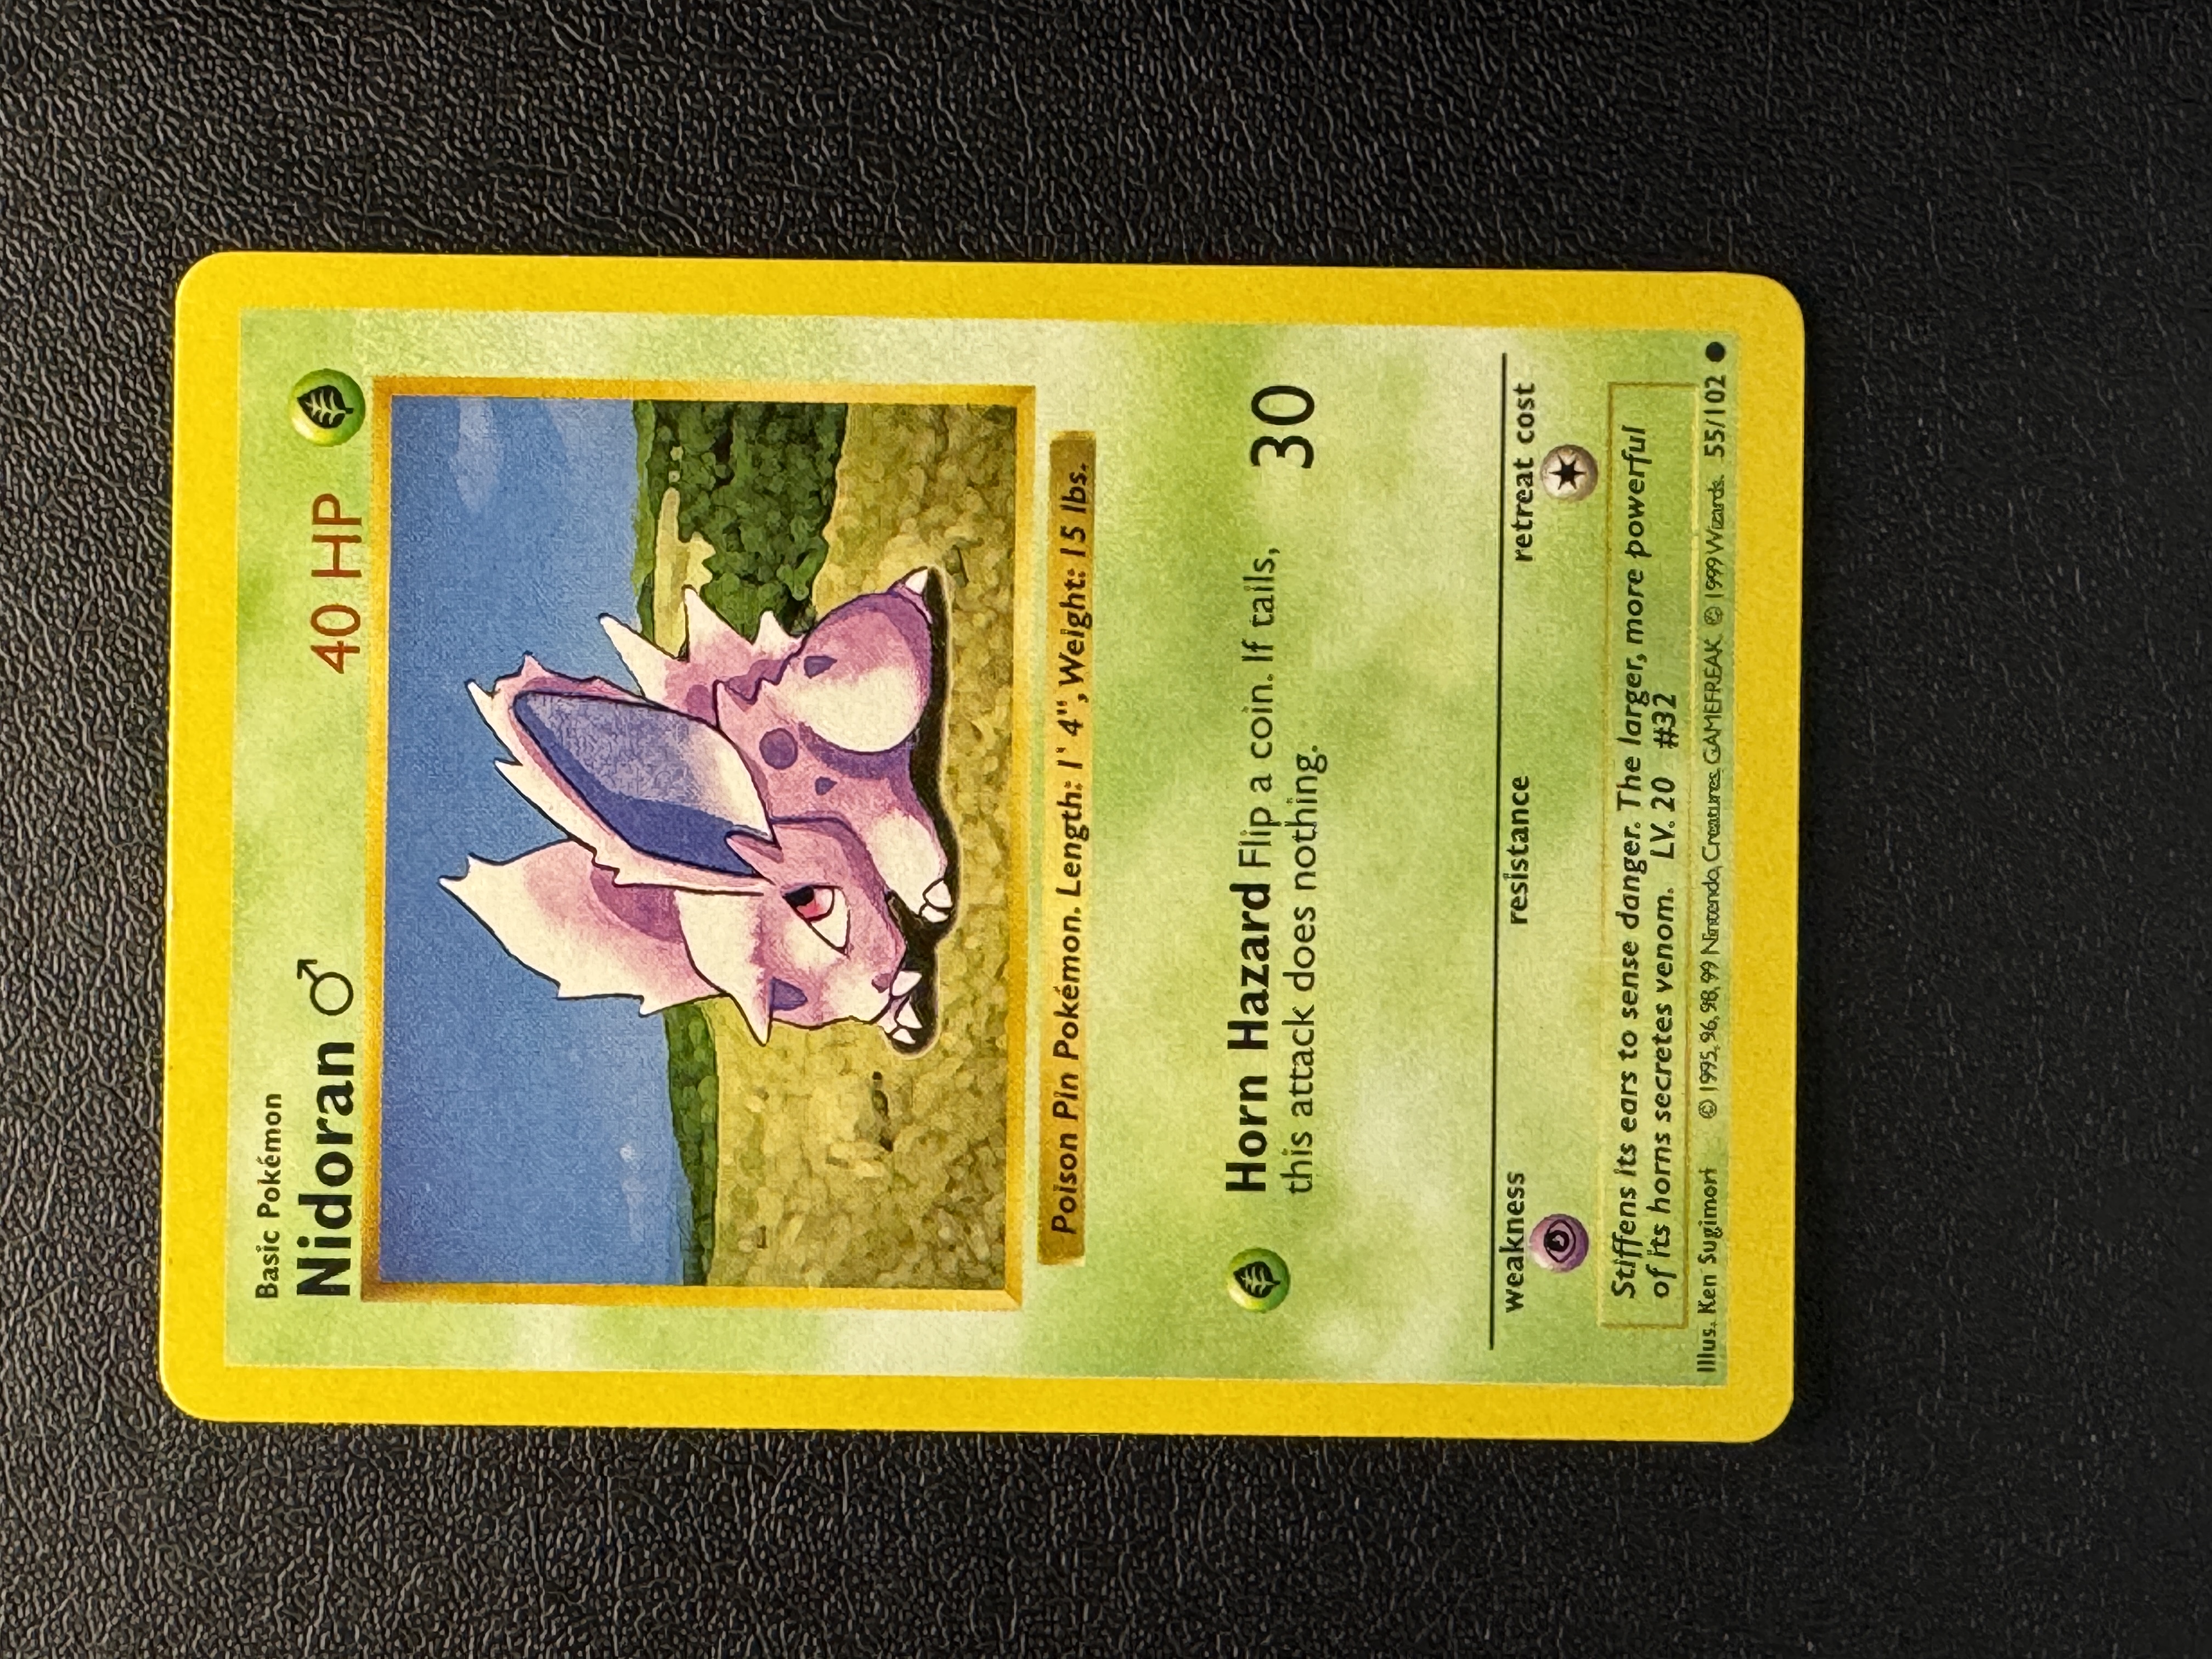 Basic Pokémon
Nidoran ♂ 40 HP
Poison Pin Pokémon. Length: 1' 4", Weight: 15 lbs.
Horn Hazard Flip a coin. If tails,
this attack does nothing.
30
weakness resistance retreat cost
Stiffens its ears to sense danger. The larger, more powerful
of its horns secretes venom. LV. 20 #32
Illus. Ken Sugimori © 1995, 96, 98, 99 Nintendo, Creatures, GAMEFREAK. © 1999 Wizards. 55/102